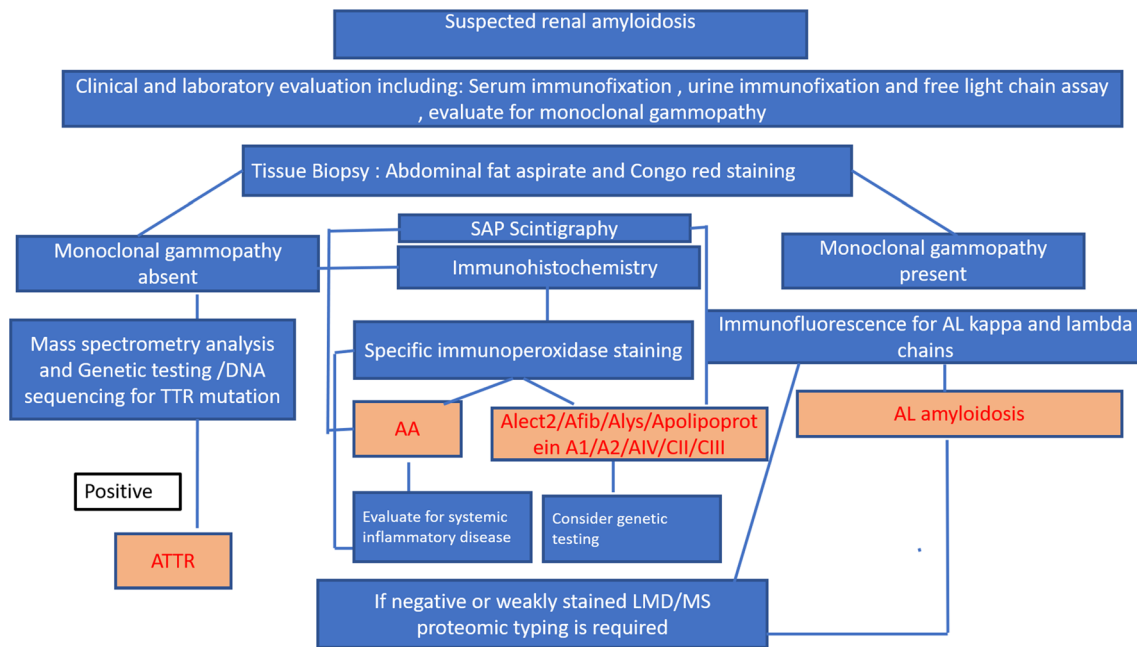 Suspected renal amyloidosis
Clinical and laboratory evaluation including: Serum immunofixation , urine immunofixation and free light chain assay
, evaluate for monoclonal gammopathy
Tissue Biopsy : Abdominal fat aspirate and Congo red staining
SAP Scintigraphy
Monoclonal gammopathy
absent
Immunohistochemistry
Monoclonal gammopathy
present
Mass spectrometry analysis
and Genetic testing /DNA
sequencing for TTR mutation
Specific immunoperoxidase staining
Immunofluorescence for AL kappa and lambda
chains
AA
Alect2/Afib/Alys/Apolipoprot
ein A1/A2/AIV/CII/CIII
AL amyloidosis
Positive
Evaluate for systemic
inflammatory disease
Consider genetic
testing
ATTR
If negative or weakly stained LMD/MS
proteomic typing is required